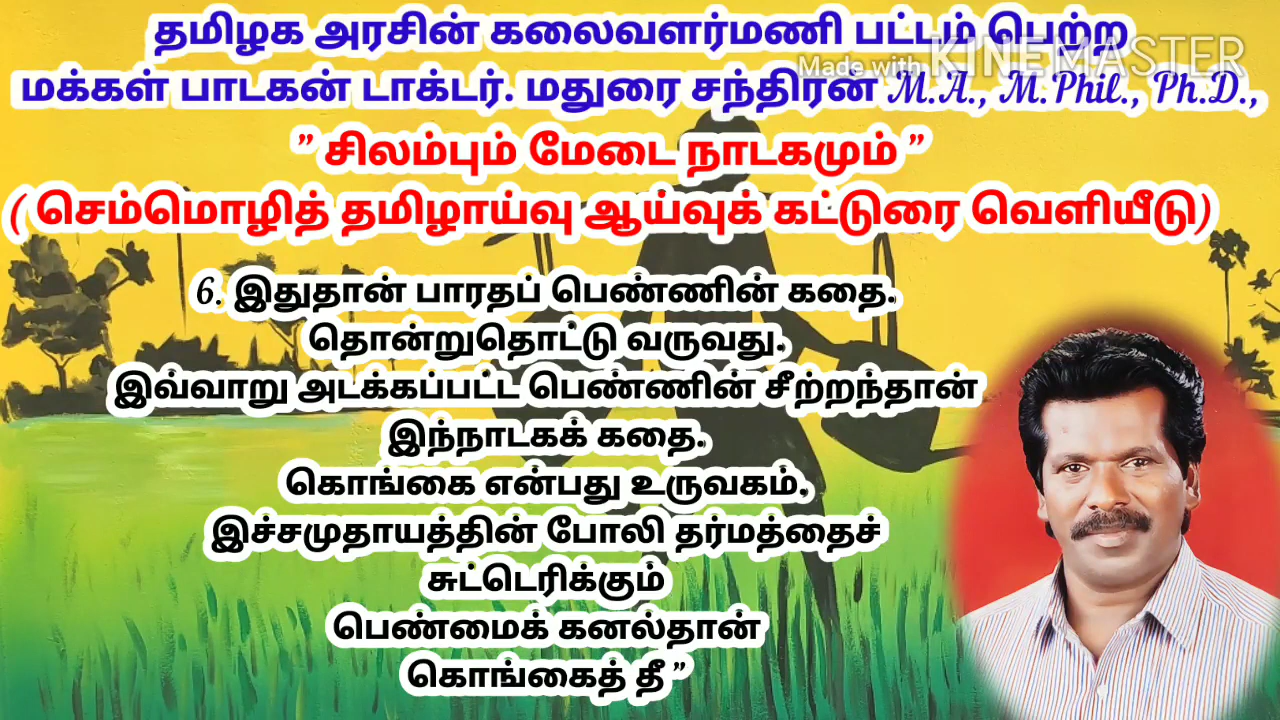 தமிழக அரசின் கலைவளர்மணி பட்டம் பெற்ற
Made with KINEMASTER
மக்கள் பாடகன் டாக்டர். மதுரை சந்திரன் M.A., M.Phil., Ph.D.,
" சிலம்பும் மேடை நாடகமும் "
( செம்மொழித் தமிழாய்வு ஆய்வுக் கட்டுரை வெளியீடு)
6. இதுதான் பாரதப் பெண்ணின் கதை.
தொன்றுதொட்டு வருவது.
இவ்வாறு அடக்கப்பட்ட பெண்ணின் சீற்றந்தான்
இந்நாடகக் கதை.
கொங்கை என்பது உருவகம்.
இச்சமுதாயத்தின் போலி தர்மத்தைச்
சுட்டெரிக்கும்
பெண்மைக் கனல்தான்
கொங்கைத் தீ "